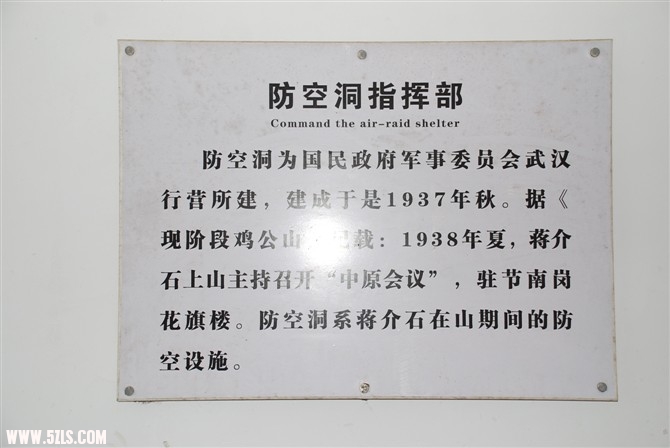 防空洞指挥部
Command the air-raid shelter
防空洞为国民政府军事委员会武汉
行营所建，建成于是1937年秋。据《
现阶段鸡公山 记载：1938年夏，蒋介
石上山主持召开“中原会议”，驻节南岗
花旗楼。防空洞系蒋介石在山期间的防
空设施。
WWW.5ZLS.COM